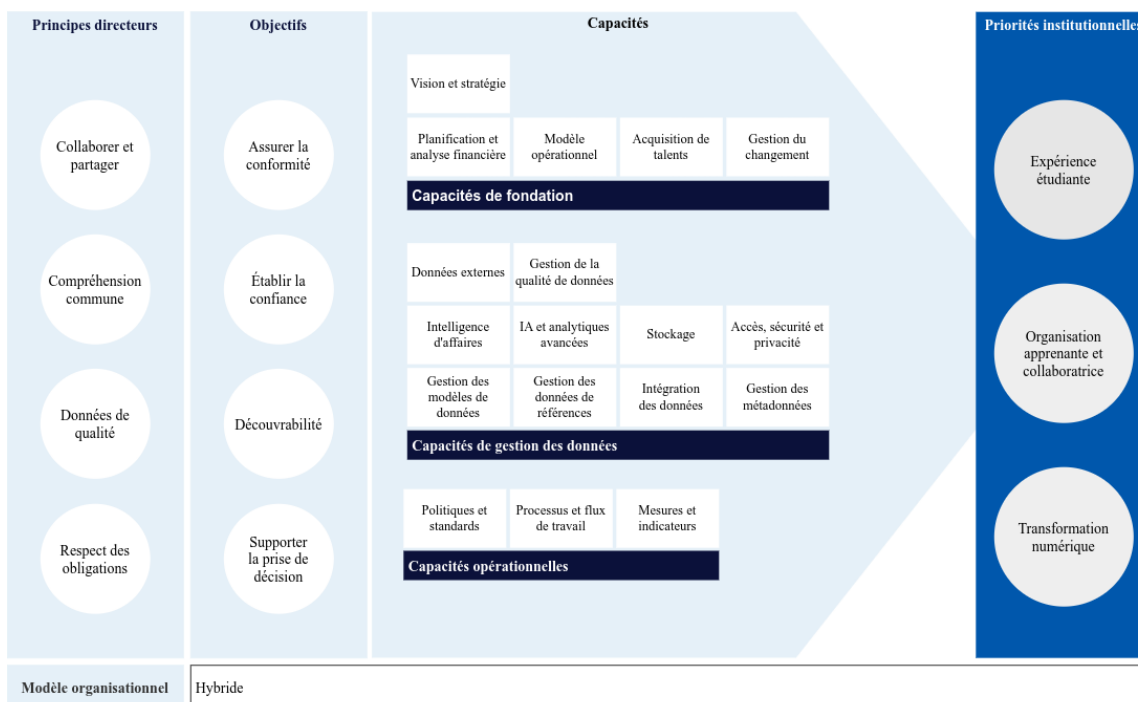 Principes directeurs
Collaborer et
partager
Compréhension
commune
Données de
qualité
Respect des
obligations
Objectifs
Assurer la
conformité
Établir la
confiance
Découvrabilité
Supporter
la prise de
décision
Capacités
Vision et stratégie
Planification et
analyse financière
Modèle
opérationnel
Acquisition de
talents
Gestion du
changement
Capacités de fondation
Données externes
Gestion de la
qualité de données
Intelligence
d'affaires
IA et analytiques
avancées
Stockage
Accès, sécurité et
privacité
Gestion des
modèles de
données
Gestion des
données de
références
Intégration
des données
Gestion des
métadonnées
Capacités de gestion des données
Politiques et
standards
Processus et flux
de travail
Mesures et
indicateurs
Capacités opérationnelles
Priorités institutionnelles
Expérience
étudiante
Organisation
apprenante et
collaboratrice
Transformation
numérique
Modèle organisationnel
Hybride